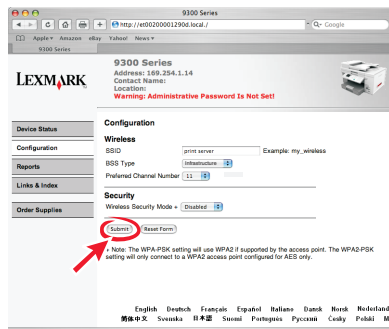 9300 Series
http://et00200001290d.local./
Q- Google
Apple Amazon eBay Yahoo! News
9300 Series
LEXMARK
9300 Series
Address: 169.254.1.14
Contact Name:
Location:
Warning: Administrative Password Is Not Set!
Device Status
Configuration
Reports
Links & Index
Order Supplies
Configuration
Wireless
SSID print server Example: my_wireless
BSS Type Infrastructure
Preferred Channel Number 11
Security
Wireless Security Mode + Disabled
Submit Reset Form
+ Note: The WPA-PSK setting will use WPA2 if supported by the access point. The WPA2-PSK
setting will only connect to a WPA2 access point configured for AES only.
English Deutsch Français Español Italiano Dansk Norsk Nederland
简体中文 Svenska 日本語 Suomi Português Русский Česky Polski M